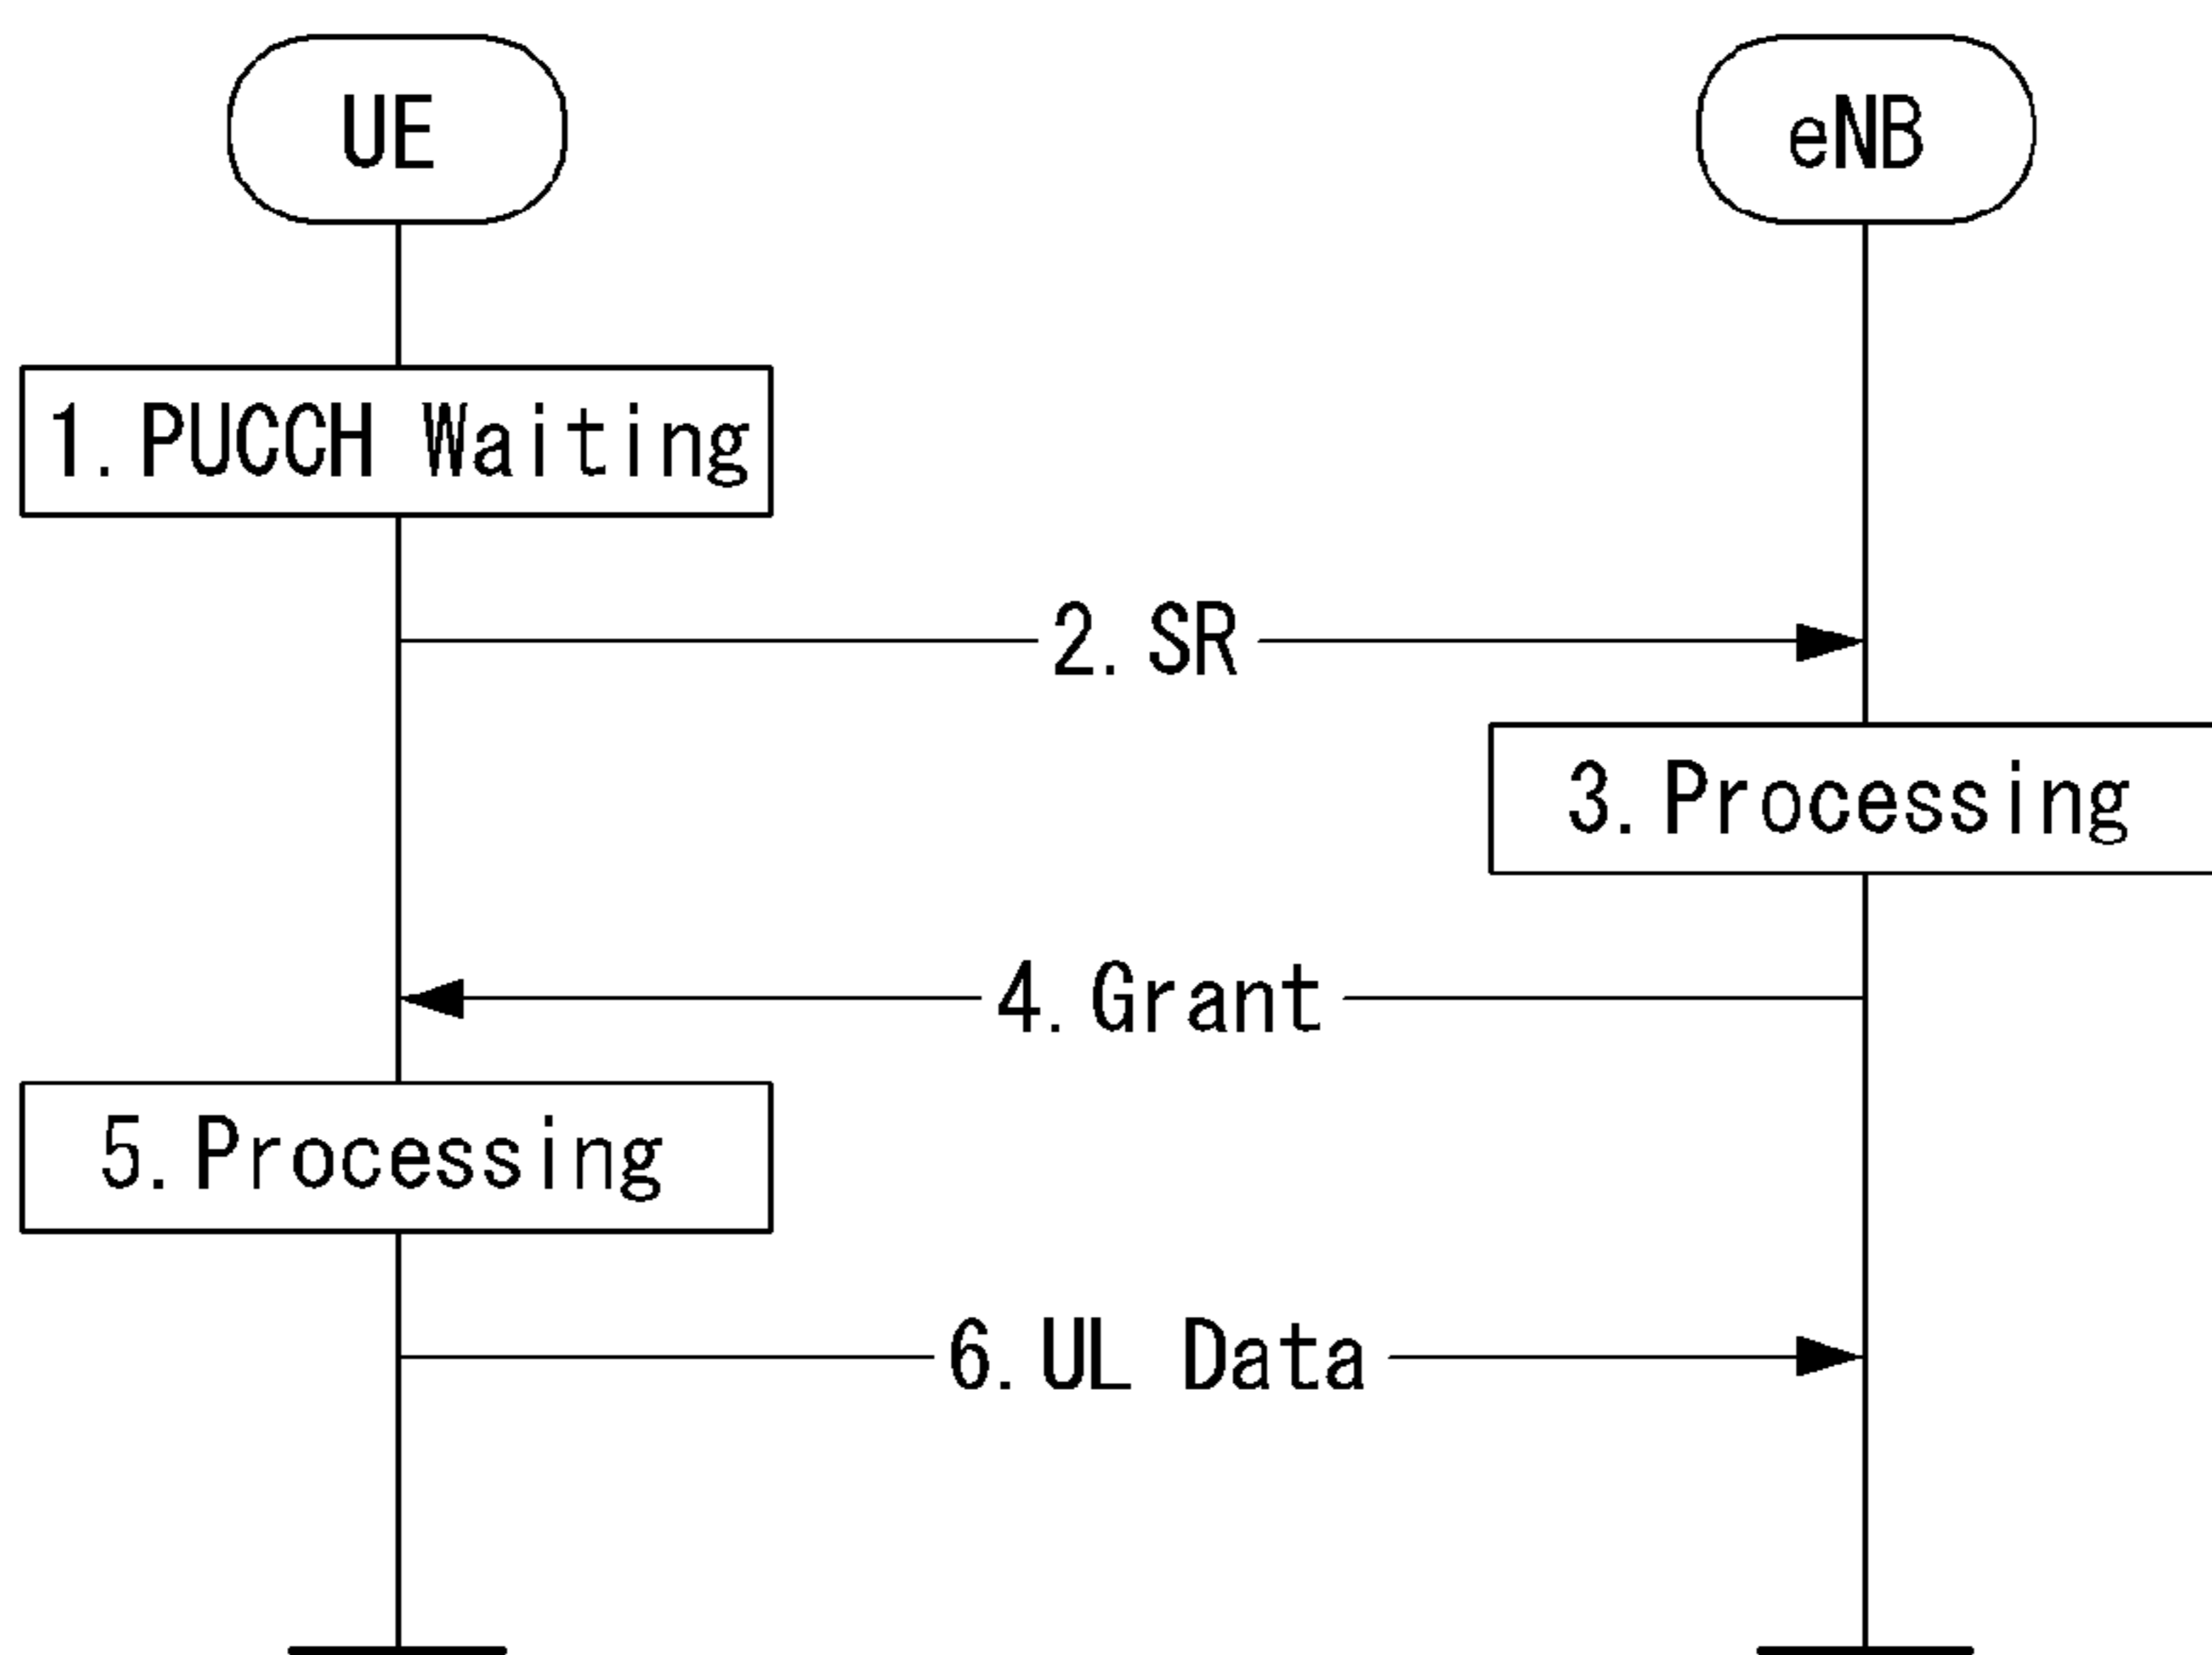 UE
eNB
1.PUCCH Waiting
2.SR
3.Processing
4.Grant
5.Processing
6.UL Data